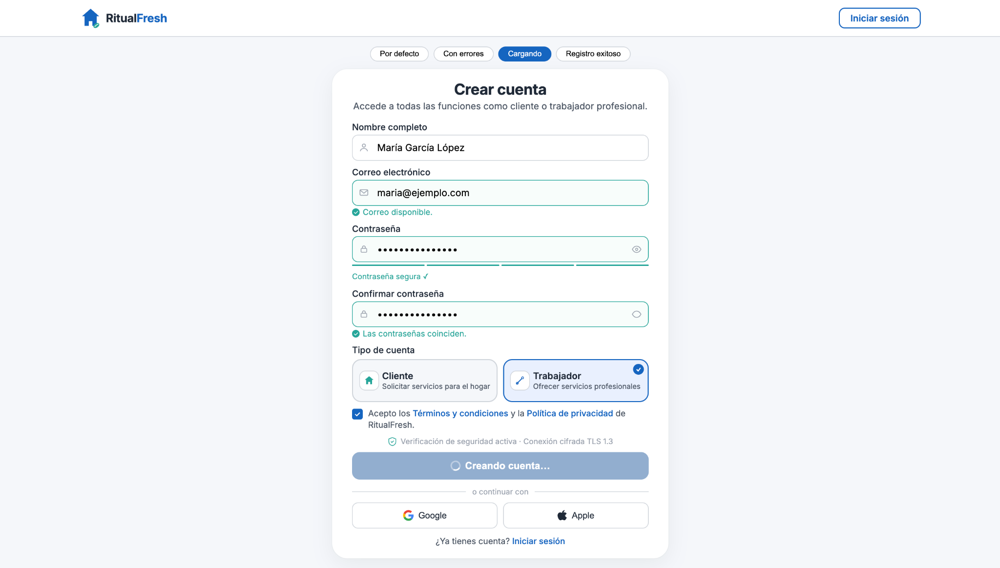 RitualFresh
Iniciar sesión
Por defecto
Con errores
Cargando
Registro exitoso
Crear cuenta
Accede a todas las funciones como cliente o trabajador profesional.
Nombre completo
María García López
Correo electrónico
maria@ejemplo.com
Correo disponible.
Contraseña
•••••••••••••••
Contraseña segura ✓
Confirmar contraseña
•••••••••••••••
Las contraseñas coinciden.
Tipo de cuenta
Cliente
Solicitar servicios para el hogar
Trabajador
Ofrecer servicios profesionales
Acepto los Términos y condiciones y la Política de privacidad de
RitualFresh.
Verificación de seguridad activa · Conexión cifrada TLS 1.3
Creando cuenta...
o continuar con
Google
Apple
¿Ya tienes cuenta? Iniciar sesión